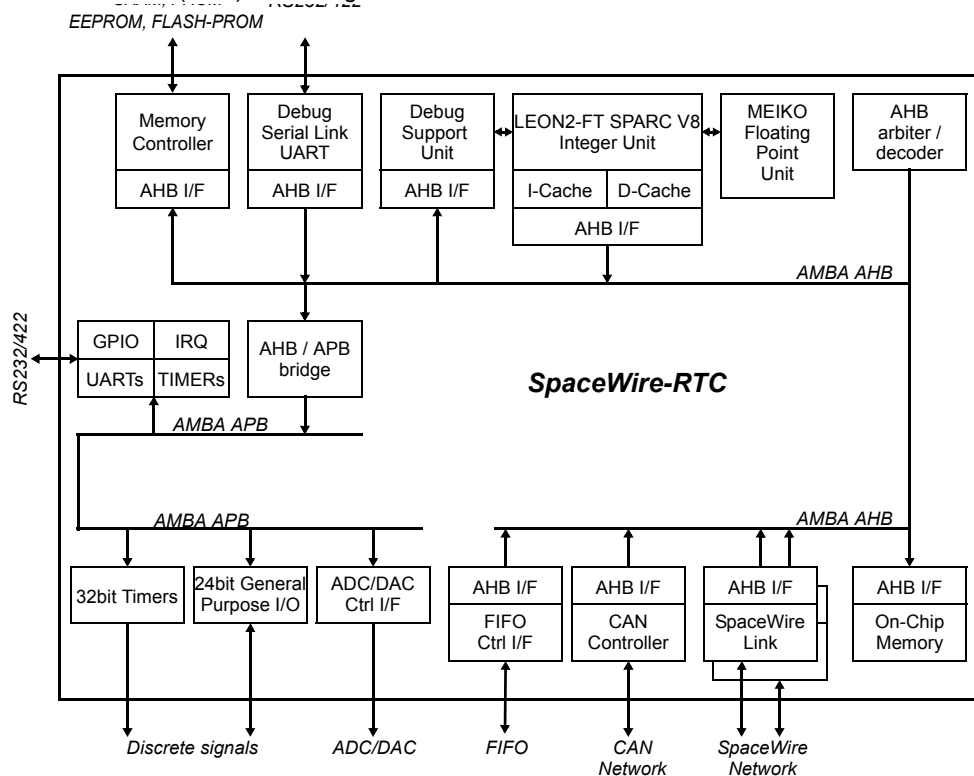 RS232/422
EEPROM, FLASH-PROM
Memory
Controller
AHB I/F
Debug
Serial Link
UART
AHB I/F
Debug
Support
Unit
AHB I/F
LEON2-FT SPARC V8
Integer Unit
I-Cache
D-Cache
AHB I/F
MEIKO
Floating
Point
Unit
AHB
arbiter /
decoder
AMBA AHB
RS232/422
GPIO
IRQ
UARTs
TIMERs
AHB / APB
bridge
SpaceWire-RTC
AMBA APB
AMBA APB
AMBA AHB
32bit Timers
24bit General
Purpose I/O
ADC/DAC
Ctrl I/F
AHB I/F
FIFO
Ctrl I/F
AHB I/F
CAN
Controller
AHB I/F
SpaceWire
Link
AHB I/F
On-Chip
Memory
Discrete signals
ADC/DAC
FIFO
CAN
Network
SpaceWire
Network